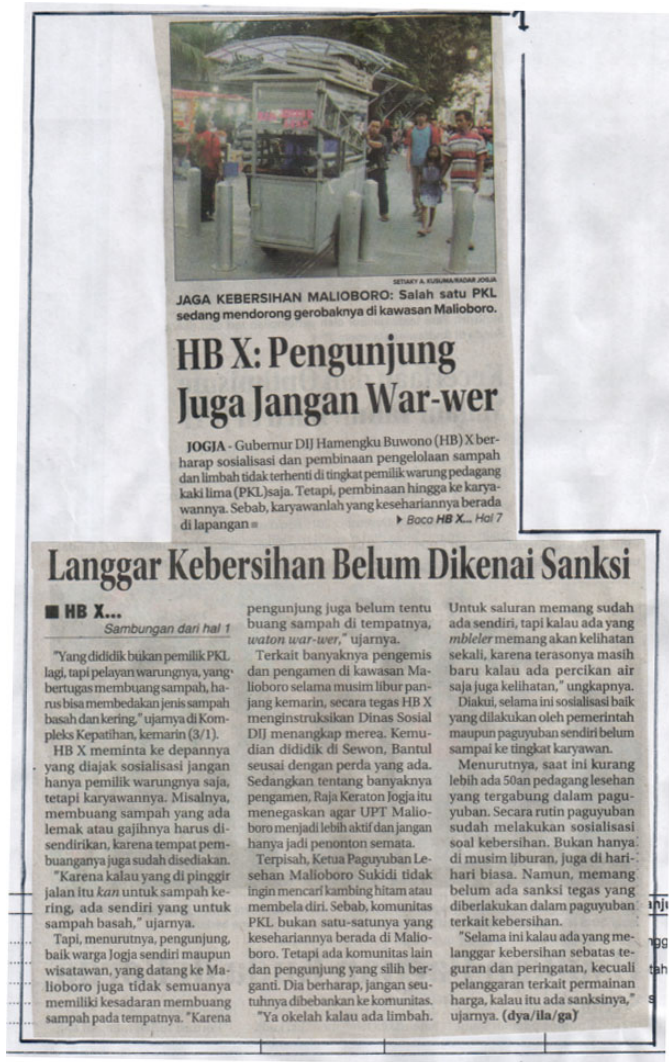 SETIAKY A. KUSUMA/RADAR JOGJA
JAGA KEBERSIHAN MALIOBORO: Salah satu PKL
sedang mendorong gerobaknya di kawasan Malioboro.
HB X: Pengunjung
Juga Jangan War-wer
JOGJA - Gubernur DIJ Hamengku Buwono (HB) X ber-
harap sosialisasi dan pembinaan pengelolaan sampah
dan limbah tidak terhenti di tingkat pemilik warung pedagang
kaki lima (PKL)saja. Tetapi, pembinaan hingga ke karya-
wannya. Sebab, karyawanlah yang kesehariannya berada
di lapangan ■
▶ Baca HB X... Hal 7
Langgar Kebersihan Belum Dikenai Sanksi
■ HB X...
Sambungan dari hal 1
"Yang dididik bukan pemilik PKL
lagi, tapi pelayan warungnya, yang
bertugas membuang sampah, ha-
rus bisa membedakan jenis sampah
basah dan kering," ujarnya di Kom-
pleks Kepatihan, kemarin (3/1).
HB X meminta ke depannya
yang diajak sosialisasi jangan
hanya pemilik warungnya saja,
tetapi karyawannya. Misalnya,
membuang sampah yang ada
lemak atau gajihnya harus di-
sendirikan, karena tempat pem-
buanganya juga sudah disediakan.
"Karena kalau yang di pinggir
jalan itu kan untuk sampah ke-
ring, ada sendiri yang untuk
sampah basah," ujarnya.
Tapi, menurutnya, pengunjung,
baik warga Jogja sendiri maupun
wisatawan, yang datang ke Ma-
lioboro juga tidak semuanya
memiliki kesadaran membuang
sampah pada tempatnya. "Karena
pengunjung juga belum tentu
buang sampah di tempatnya,
waton war-wer," ujarnya.
Terkait banyaknya pengemis
dan pengamen di kawasan Ma-
lioboro selama musim libur pan-
jang kemarin, secara tegas HB X
menginstruksikan Dinas Sosial
DIJ menangkap merea. Kemu-
dian dididik di Sewon, Bantul
seusai dengan perda yang ada.
Sedangkan tentang banyaknya
pengamen, Raja Keraton Jogja itu
menegaskan agar UPT Malio-
boro menjadi lebih aktif dan jangan
hanya jadi penonton semata.
Terpisah, Ketua Paguyuban Le-
sehan Malioboro Sukidi tidak
ingin mencari kambing hitam atau
membela diri. Sebab, komunitas
PKL bukan satu-satunya yang
kesehariannya berada di Malio-
boro. Tetapi ada komunitas lain
dan pengunjung yang silih ber-
ganti. Dia berharap, jangan seu-
tuhnya dibebankan ke komunitas.
"Ya okelah kalau ada limbah.
Untuk saluran memang sudah
ada sendiri, tapi kalau ada yang
mbleler memang akan kelihatan
sekali, karena terasonya masih
baru kalau ada percikan air
saja juga kelihatan," ungkapnya.
Diakui, selama ini sosialisasi baik
yang dilakukan oleh pemerintah
maupun paguyuban sendiri belum
sampai ke tingkat karyawan.
Menurutnya, saat ini kurang
lebih ada 50an pedagang lesehan
yang tergabung dalam pagu-
yuban. Secara rutin paguyuban
sudah melakukan sosialisasi
soal kebersihan. Bukan hanya
di musim liburan, juga di hari-
hari biasa. Namun, memang
belum ada sanksi tegas yang
diberlakukan dalam paguyuban
terkait kebersihan.
"Selama ini kalau ada yang me-
langgar kebersihan sebatas te-
guran dan peringatan, kecuali
pelanggaran terkait permainan
harga, kalau itu ada sanksinya,"
ujarnya. (dya/ila/ga)